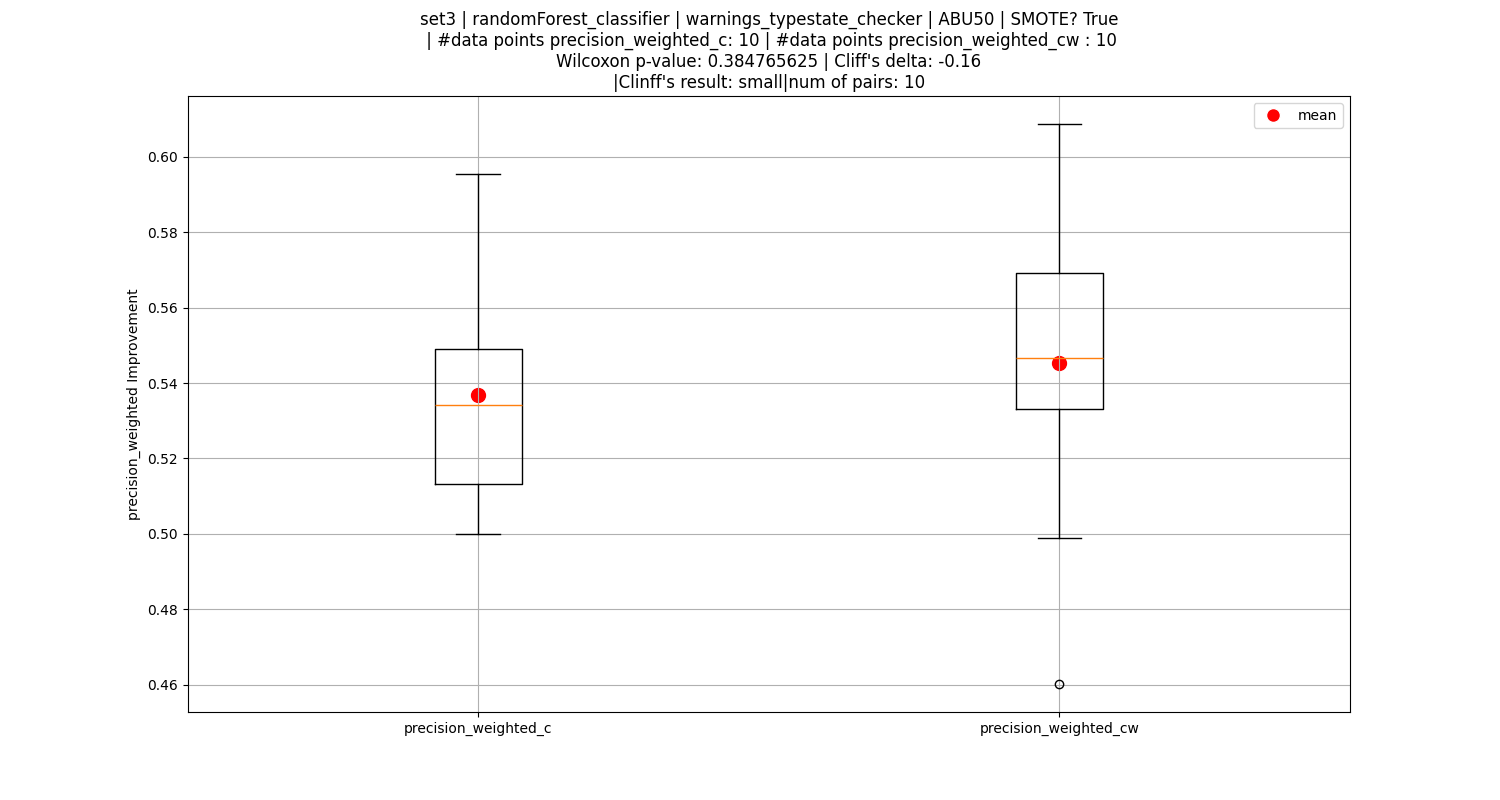 set3 | randomForest_classifier | warnings_typestate_checker | ABU50 | SMOTE? True
| #data points precision_weighted_c: 10 | #data points precision_weighted_cw : 10
Wilcoxon p-value: 0.384765625 | Cliff's delta: -0.16
|Clinff's result: small|num of pairs: 10
mean
0.60
0.58
0.56
0.54
0.52
0.50
0.48
0.46
precision_weighted Improvement
precision_weighted_c
precision_weighted_cw